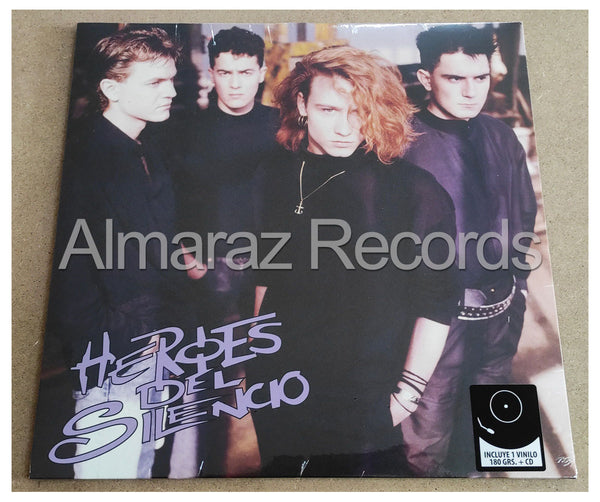 Almaraz Records
HEROES
DEL
SILENCIO
INCLUYE 1 VINILO
180 GRS. + CD